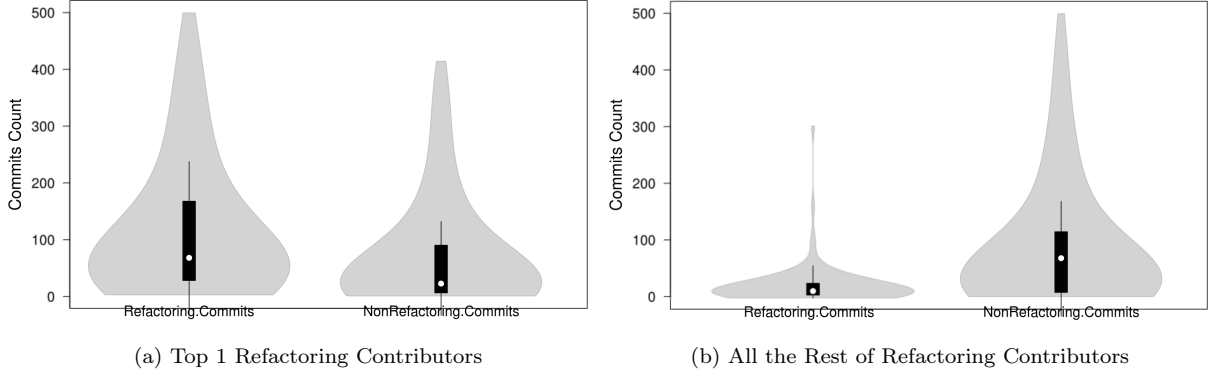 Commits Count
500
400
300
200
100
0
Refactoring.Commits
NonRefactoring.Commits
(a) Top 1 Refactoring Contributors
Commits Count
500
400
300
200
100
0
Refactoring.Commits
NonRefactoring.Commits
(b) All the Rest of Refactoring Contributors